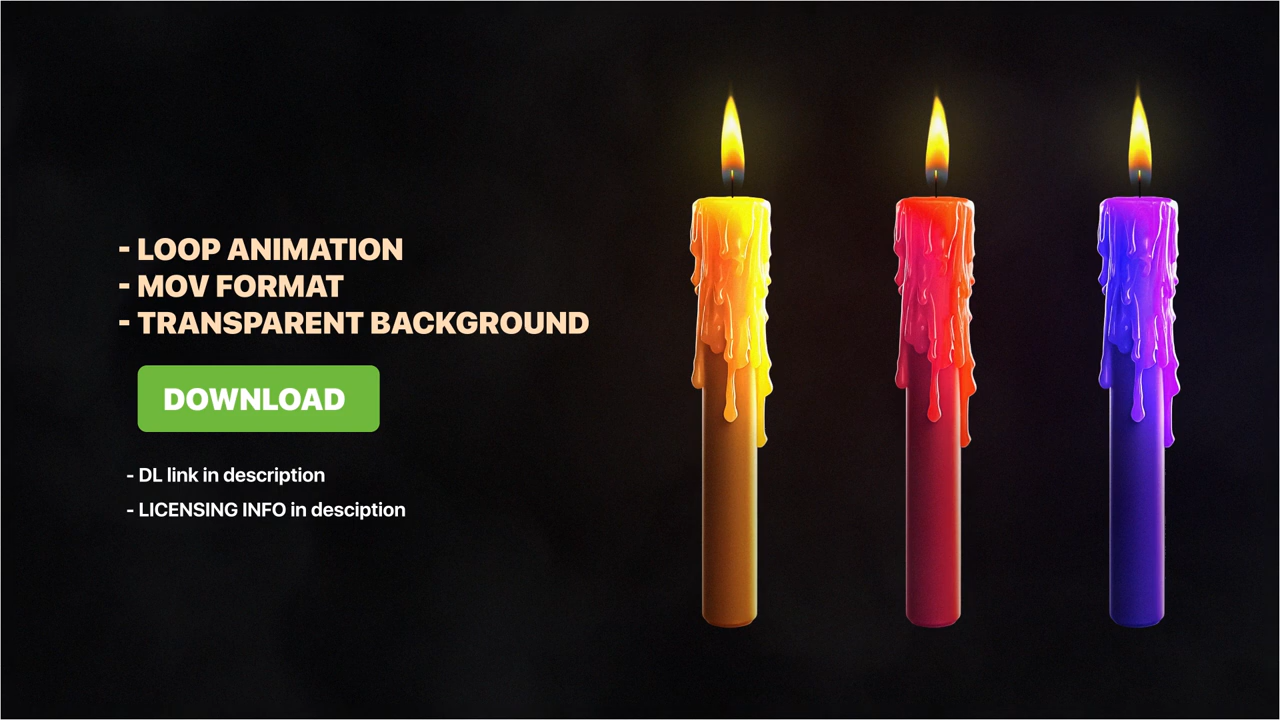 - LOOP ANIMATION
- MOV FORMAT
- TRANSPARENT BACKGROUND
DOWNLOAD
- DL link in description
- LICENSING INFO in desciption